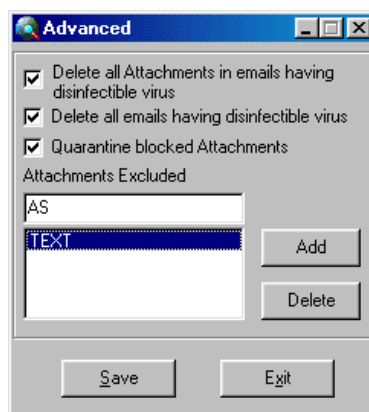 Advanced
Delete all Attachments in emails having
disinfectible virus
Delete all emails having disinfectible virus
Quarantine blocked Attachments
Attachments Excluded
AS
TEXT
Add
Delete
Save
Exit